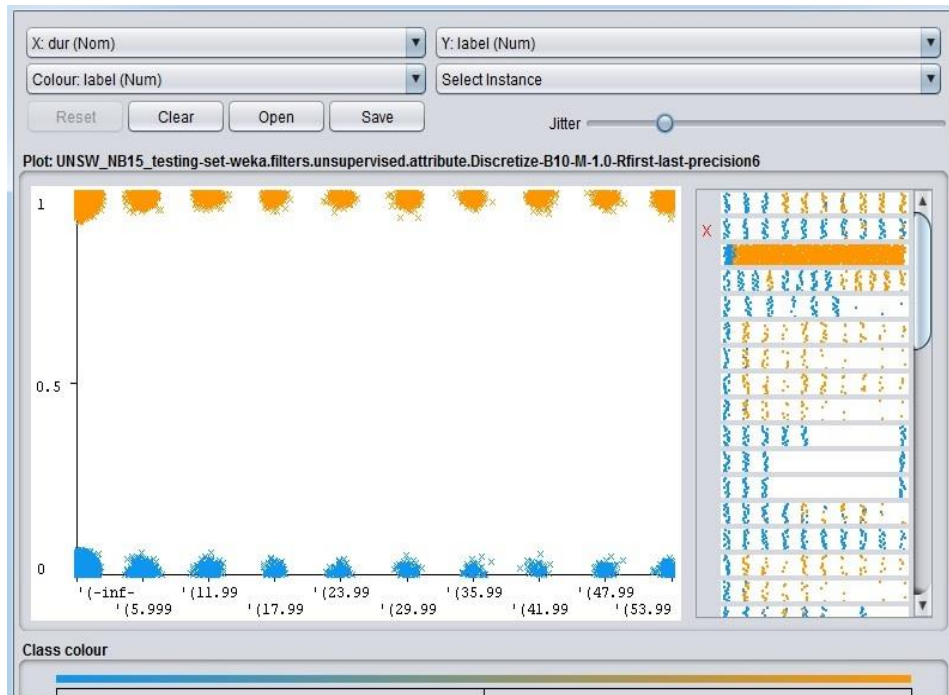 X: dur (Nom)
Y: label (Num)
Colour: label (Num)
Select Instance
Reset
Clear
Open
Save
Jitter
Plot: UNSW_NB15_testing-set-weka.filters.unsupervised.attribute.Discretize-B10-M-1.0-Rfirst-last-precision6
1
0.5
0
'(-inf-
'(5.999
'(11.99
'(17.99
'(23.99
'(29.99
'(35.99
'(41.99
'(47.99
'(53.99
X
Class colour